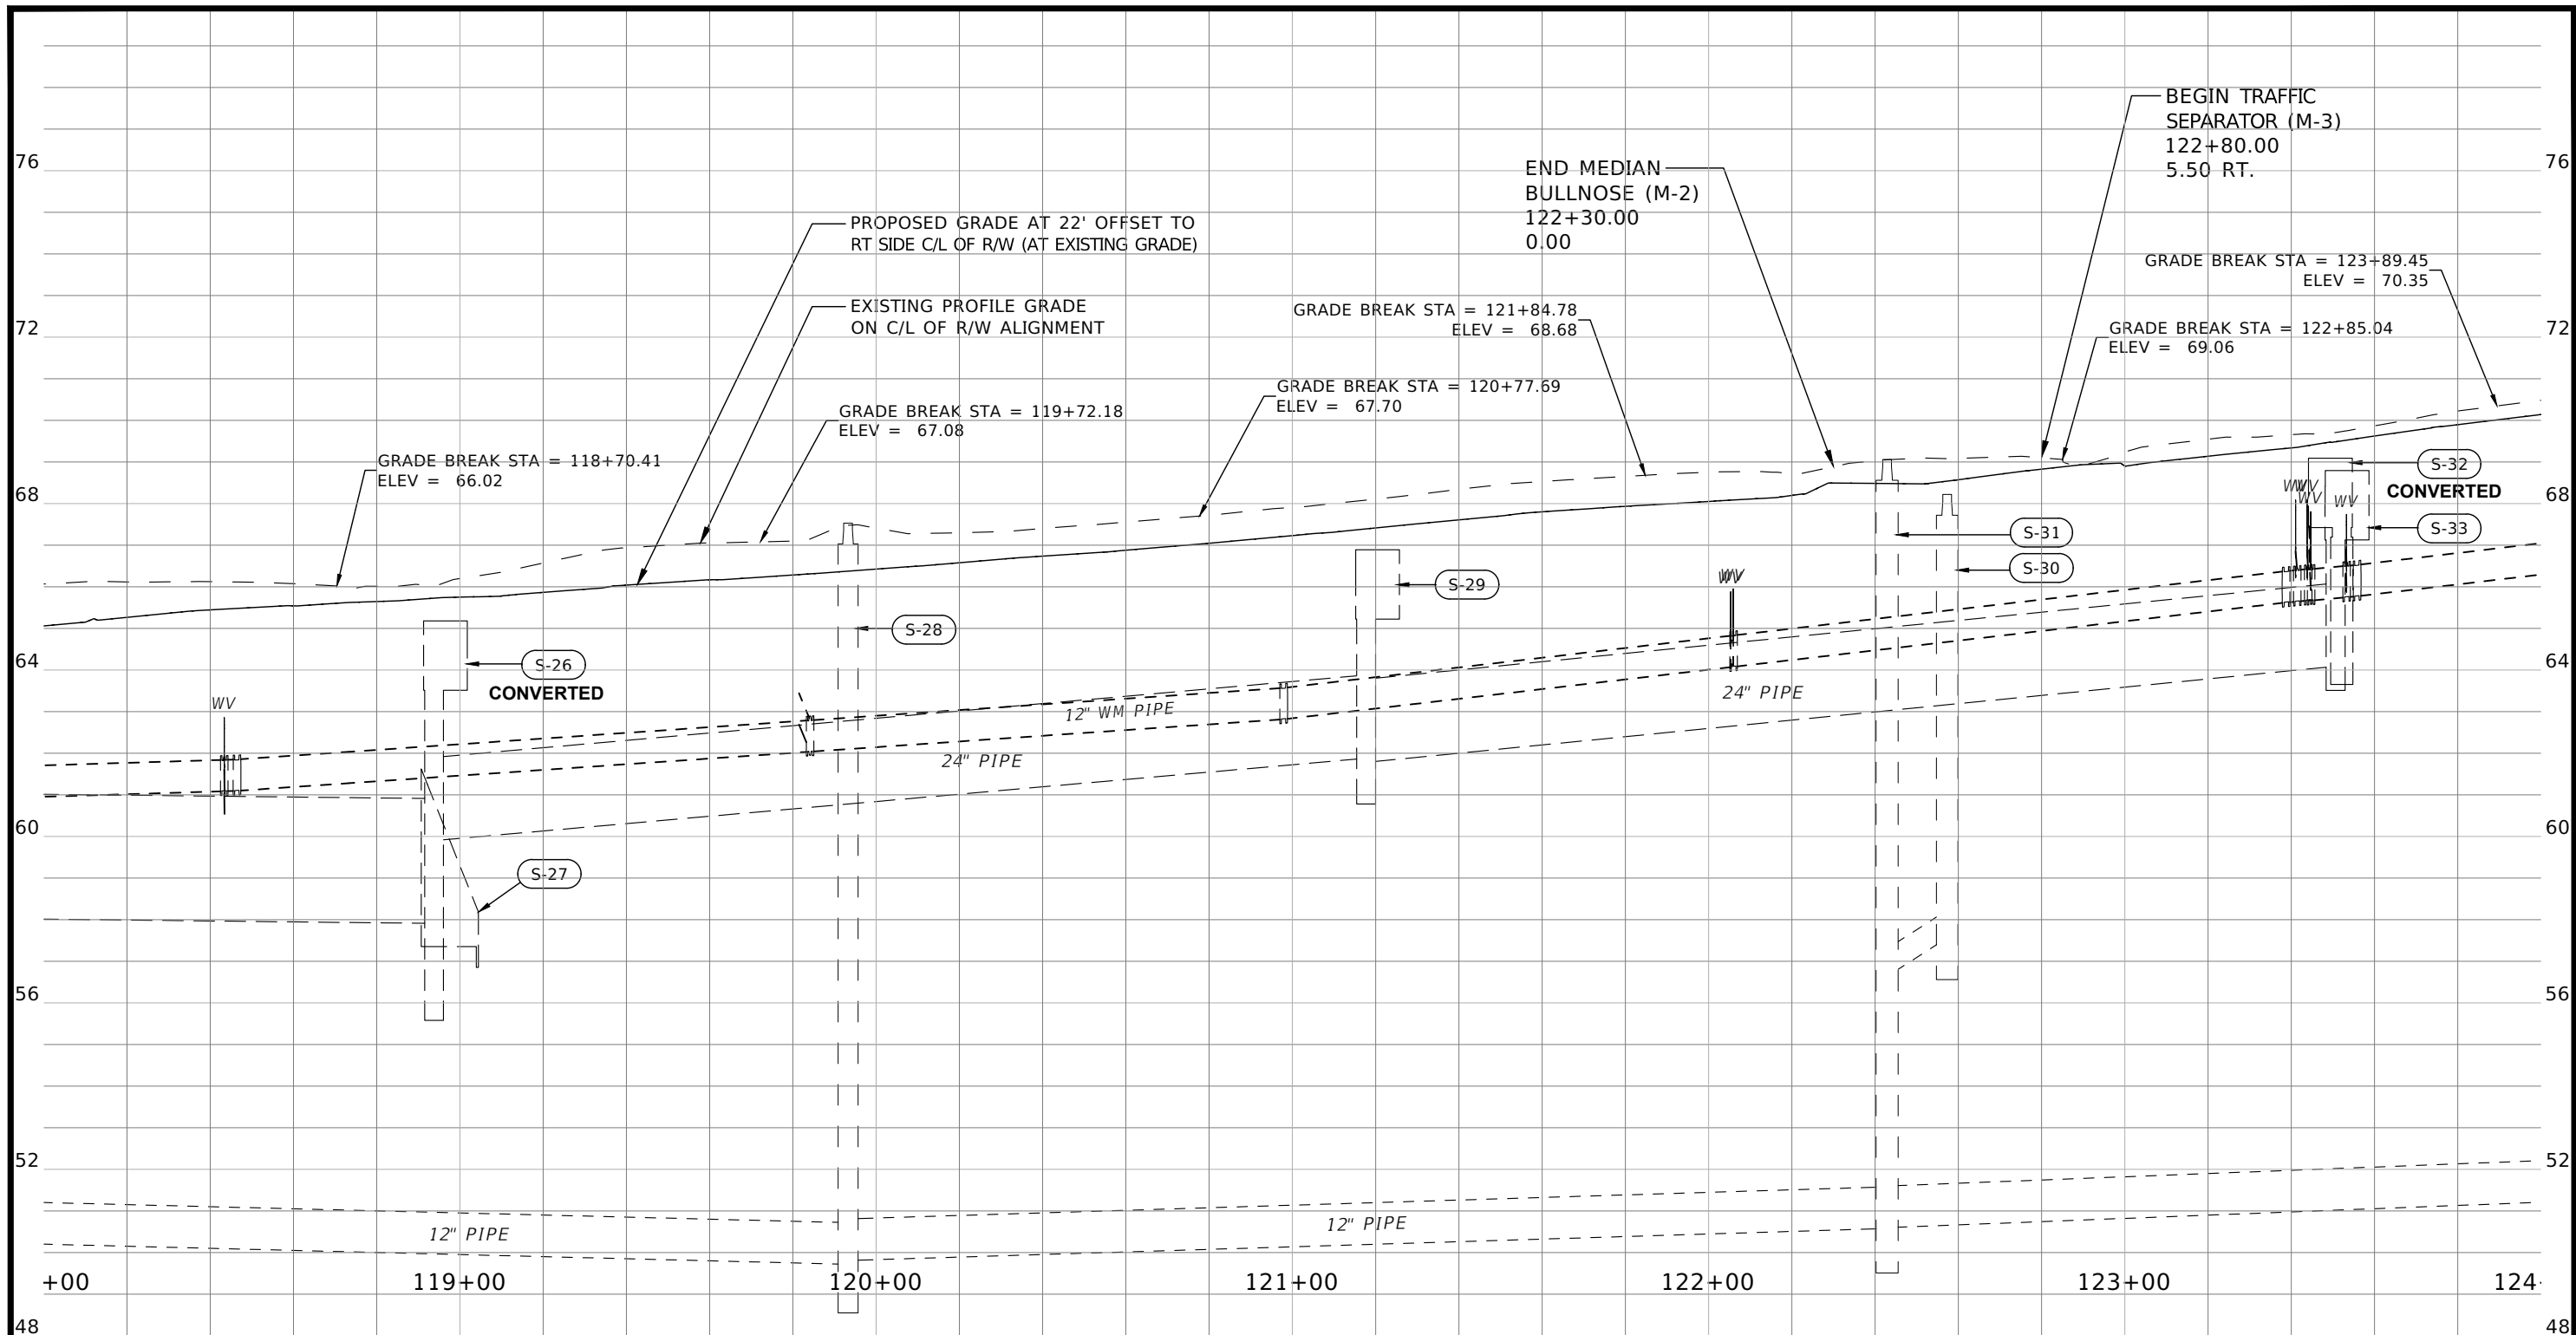 BEGIN TRAFFIC
SEPARATOR (M-3)
122+80.00
5.50 RT.
76
76
END MEDIAN
BULLNOSE (M-2)
122+30.00
0.00
PROPOSED GRADE AT 22' OFFSET TO
RT SIDE C/L OF R/W (AT EXISTING GRADE)
GRADE BREAK STA = 123+89.45
ELEV = 70.35
EXISTING PROFILE GRADE
ON C/L OF R/W ALIGNMENT
GRADE BREAK STA = 121+84.78
ELEV = 68.68
72
72
GRADE BREAK STA = 122+85.04
ELEV = 69.06
GRADE BREAK STA = 120+77.69
ELEV = 67.70
GRADE BREAK STA = 119+72.18
ELEV = 67.08
GRADE BREAK STA = 118+70.41
ELEV = 66.02
S-32
CONVERTED
68
68
WV
WV
WV
WV
S-33
S-31
S-30
WV
WV
S-29
S-28
64
64
S-26
CONVERTED
WV
12" WM PIPE
24" PIPE
24" PIPE
60
60
S-27
56
56
52
52
12" PIPE
12" PIPE
+00
119+00
120+00
121+00
122+00
123+00
124
48
48